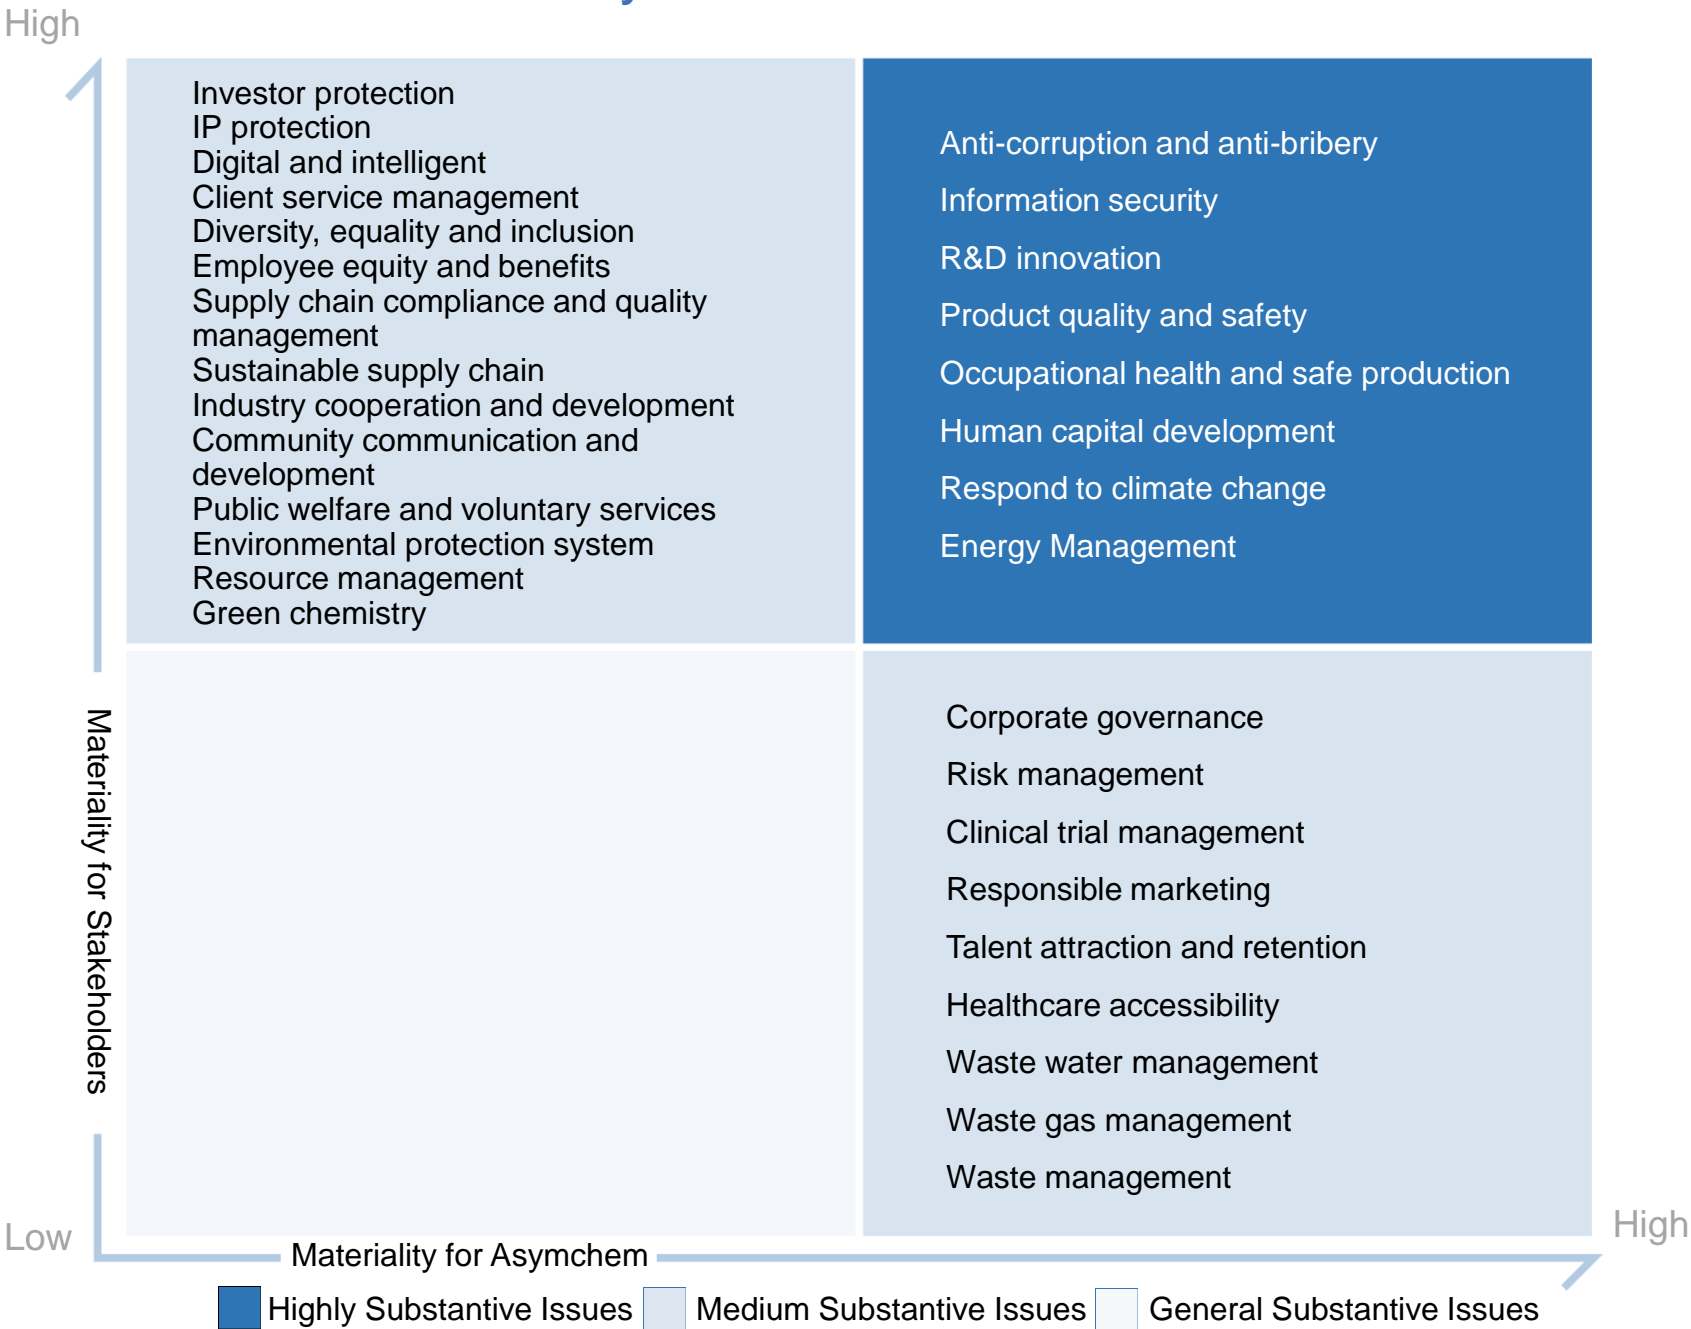 High
Investor protection
IP protection
Digital and intelligent
Client service management
Diversity, equality and inclusion
Employee equity and benefits
Supply chain compliance and quality
management
Sustainable supply chain
Industry cooperation and development
Community communication and
development
Public welfare and voluntary services
Environmental protection system
Resource management
Green chemistry
Anti-corruption and anti-bribery
Information security
R&D innovation
Product quality and safety
Occupational health and safe production
Human capital development
Respond to climate change
Energy Management
Materiality for Stakeholders
Corporate governance
Risk management
Clinical trial management
Responsible marketing
Talent attraction and retention
Healthcare accessibility
Waste water management
Waste gas management
Waste management
Low
High
Materiality for Asymchem
Highly Substantive Issues
Medium Substantive Issues
General Substantive Issues